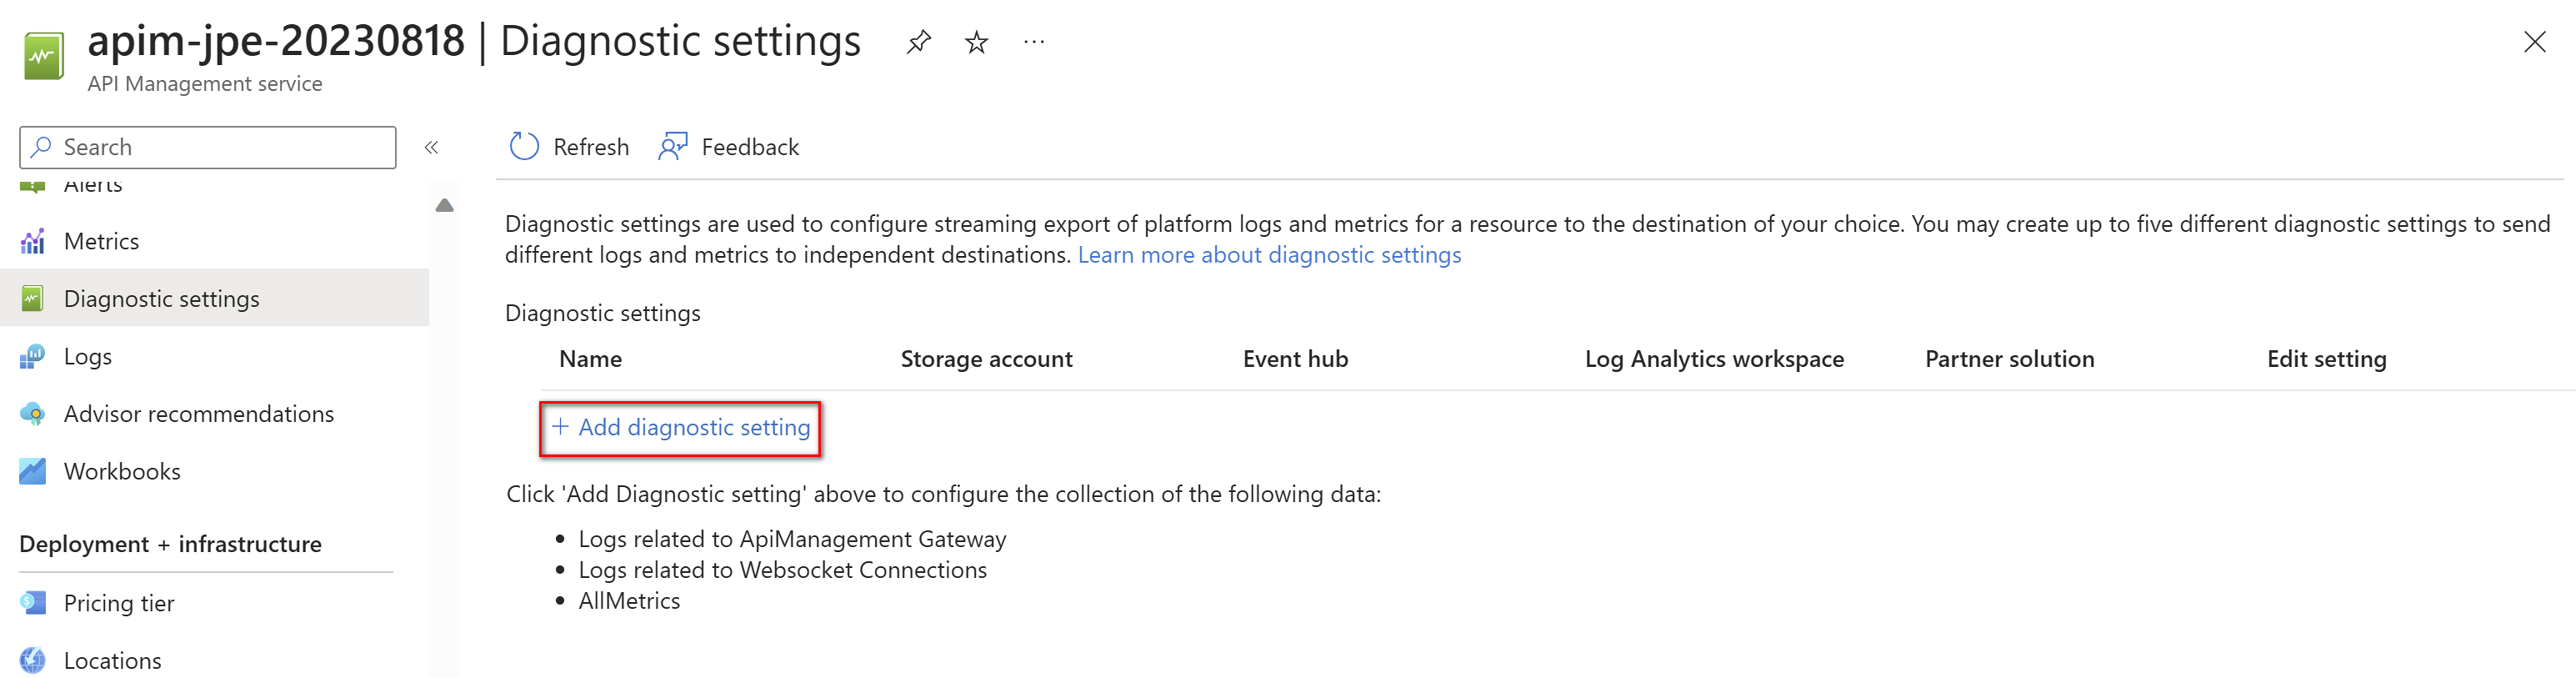 apim-jpe-20230818 | Diagnostic settings
API Management service
Search
Refresh
Feedback
Alerts
Metrics
Diagnostic settings
Logs
Advisor recommendations
Workbooks
Deployment + infrastructure
Pricing tier
Locations
Diagnostic settings are used to configure streaming export of platform logs and metrics for a resource to the destination of your choice. You may create up to five different diagnostic settings to send
different logs and metrics to independent destinations. Learn more about diagnostic settings
Diagnostic settings
Name Storage account Event hub Log Analytics workspace Partner solution Edit setting
+ Add diagnostic setting
Click 'Add Diagnostic setting' above to configure the collection of the following data:
• Logs related to ApiManagement Gateway
• Logs related to Websocket Connections
• AllMetrics